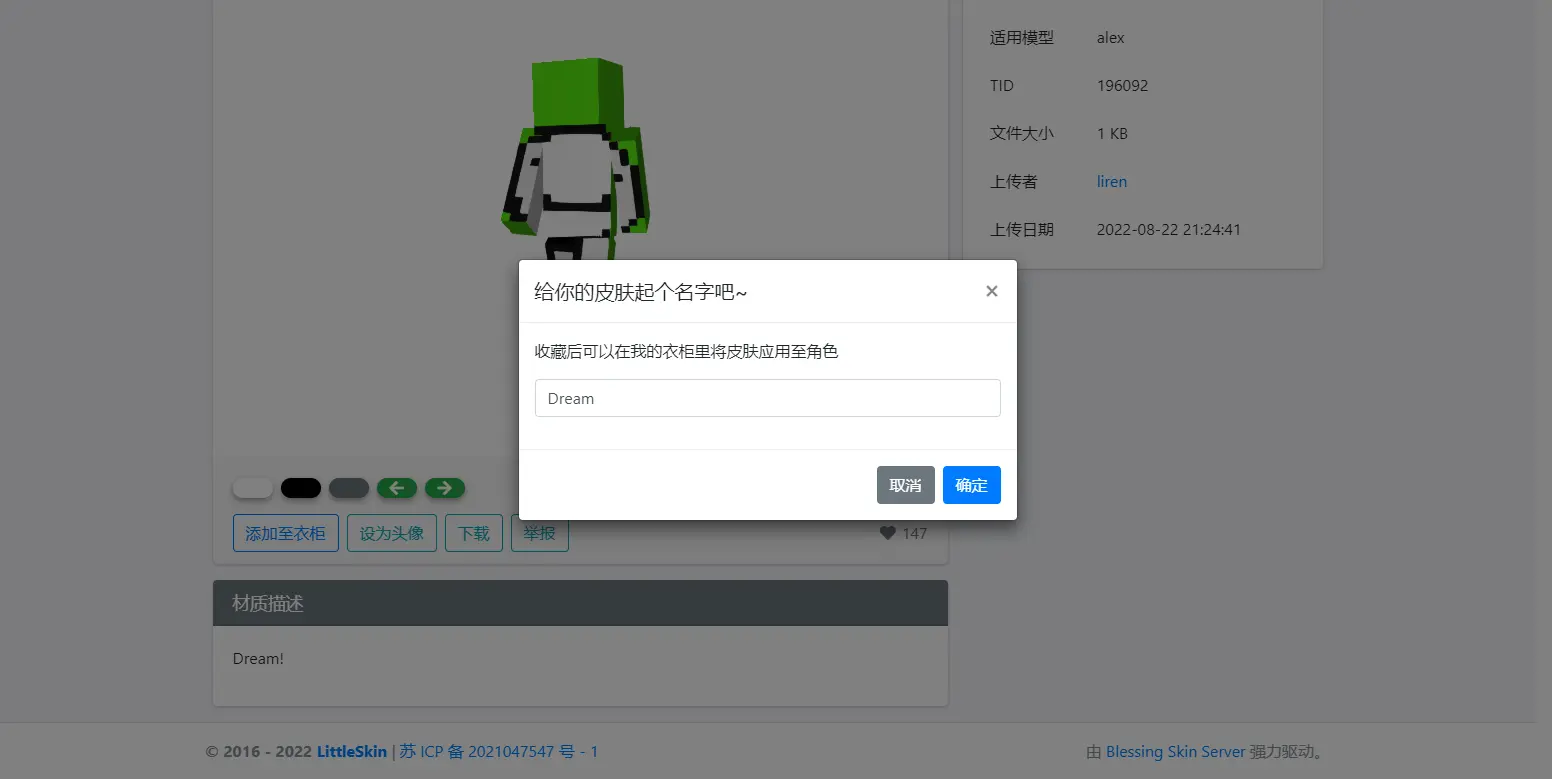 适用模型 alex
TID 196092
文件大小 1 KB
上传者 liren
上传日期 2022-08-22 21:24:41
给你的皮肤起个名字吧~ ×
收藏后可以在我的衣柜里将皮肤应用至角色
Dream
取消 确定
添加至衣柜 设为头像 下载 举报 147
材质描述
Dream!
© 2016 - 2022 LittleSkin | 苏 ICP 备 2021047547 号 - 1 由 Blessing Skin Server 强力驱动。